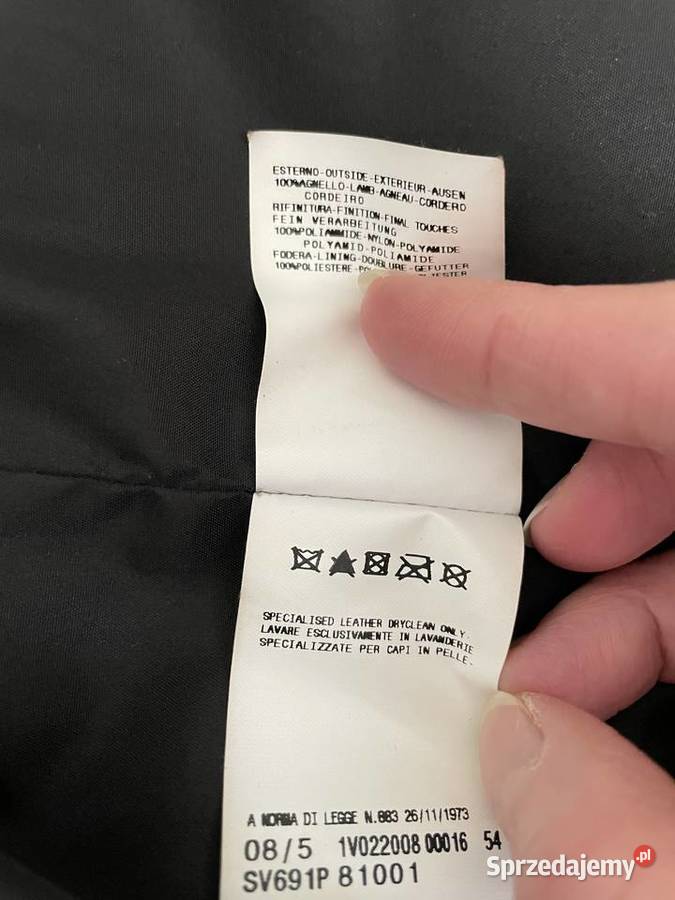 ESTERNO-OUTSIDE-EXTERIEUR-AUSEN
100%AGNELLO-LAMB-AGNEAU-CORDERO
CORDEIRO
RIFINITURA-FINITION-FINAL TOUCHES
FEIN VERARBEITUNG
100%POLIAMMIDE-NYLON-POLYAMIDE
POLYAMID-POLIAMIDE
FODERA-LINING-DOUBLURE-GEFUTTER
100%POLIESTERE
SPECIALISED LEATHER DRYCLEAN ONLY.
LAVARE ESCLUSIVAMENTE IN LAVANDERIE
SPECIALIZZATE PER CAPI IN PELLE.
A NORMA DI LEGGE N.883 26/11/1973
08/5 1V022008 00016 54
SV691P 81001
Sprzedajemy.pl